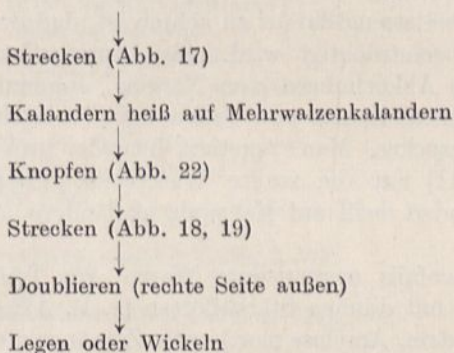 Strecken (Abb. 17)
Kalandern heiß auf Mehrwalzenkalandern
Knopfen (Abb. 22)
Strecken (Abb. 18, 19)
Doublieren (rechte Seite außen)
Legen oder Wickeln